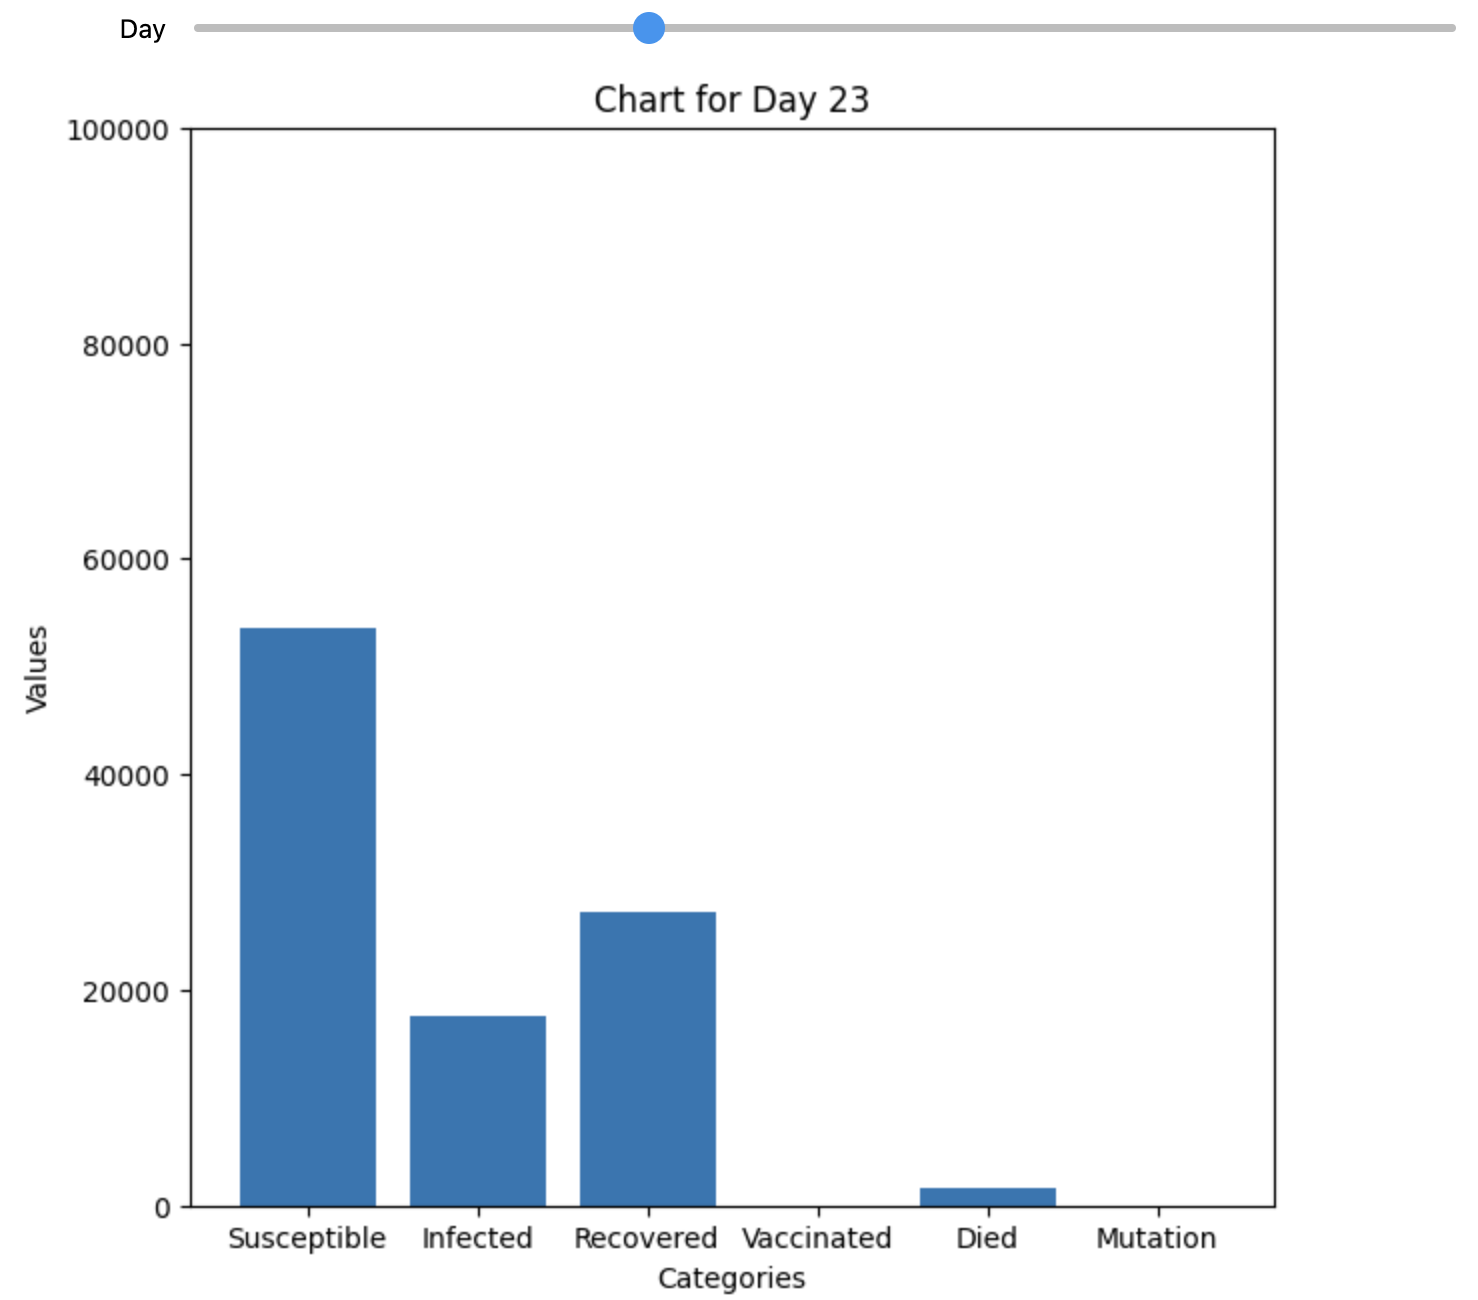 Day
Chart for Day 23
100000
80000
60000
40000
20000
0
Values
Susceptible Infected Recovered Vaccinated Died Mutation
Categories